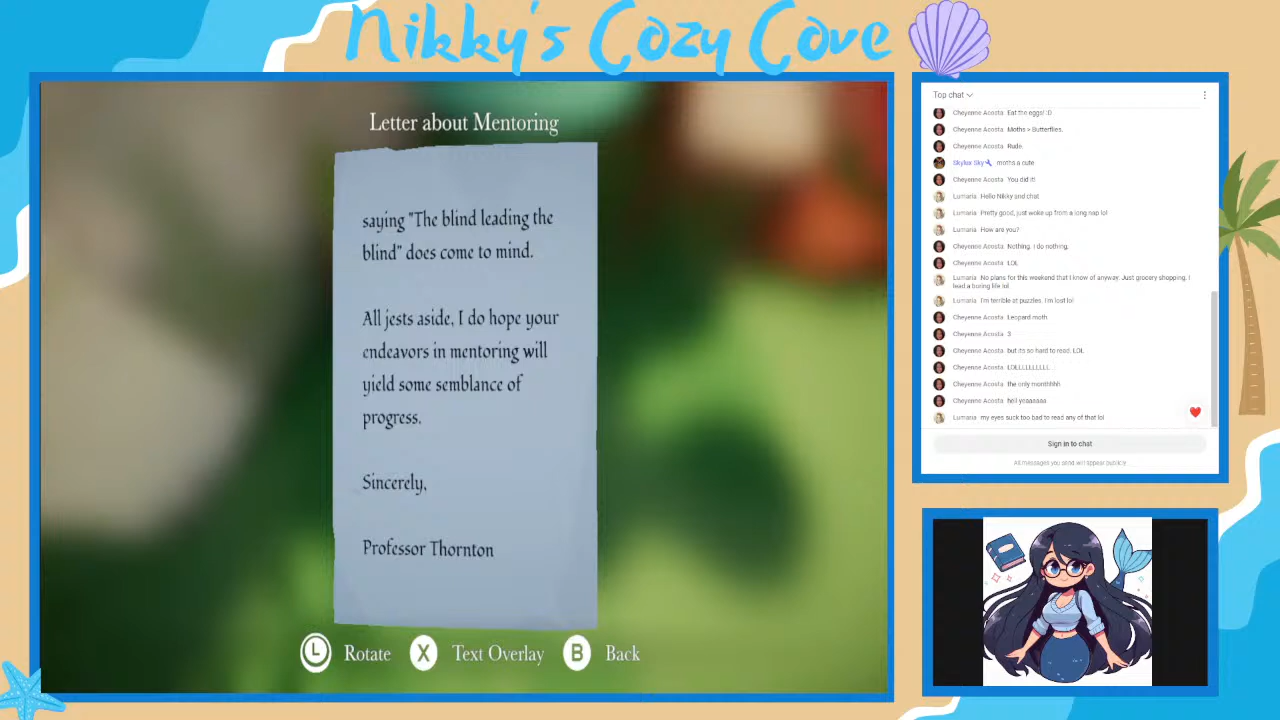 Nikky's Cozy Cove
Letter about Mentoring
saying "The blind leading the
blind" does come to mind.
All jests aside, I do hope your
endeavors in mentoring will
yield some semblance of
progress.
Sincerely,
Professor Thornton
L Rotate X Text Overlay B Back
Top chat
Cheyenne Acosta Eat the eggs! :D
Cheyenne Acosta Moths > Butterflies.
Cheyenne Acosta Rude.
Skylex Sky moths a cute
Cheyenne Acosta You did it!
Lumaria Hello Nikky and chat
Lumaria Pretty good, just woke up from a long nap lol
Lumaria How are you?
Cheyenne Acosta Nothing. I do nothing.
Cheyenne Acosta LOL
Lumaria No plans for this weekend that I know of anyway. Just grocery shopping. I
lead a boring life lol
Lumaria I'm terrible at puzzles. I'm lost lol
Cheyenne Acosta Leopard moth
Cheyenne Acosta 3
Cheyenne Acosta but its so hard to read. LOL
Cheyenne Acosta
Cheyenne Acosta the only monthhhh
Cheyenne Acosta hell yeaaaaaa
Lumaria my eyes suck too bad to read any of that lol
Sign in to chat
All messages you send will appear publicly